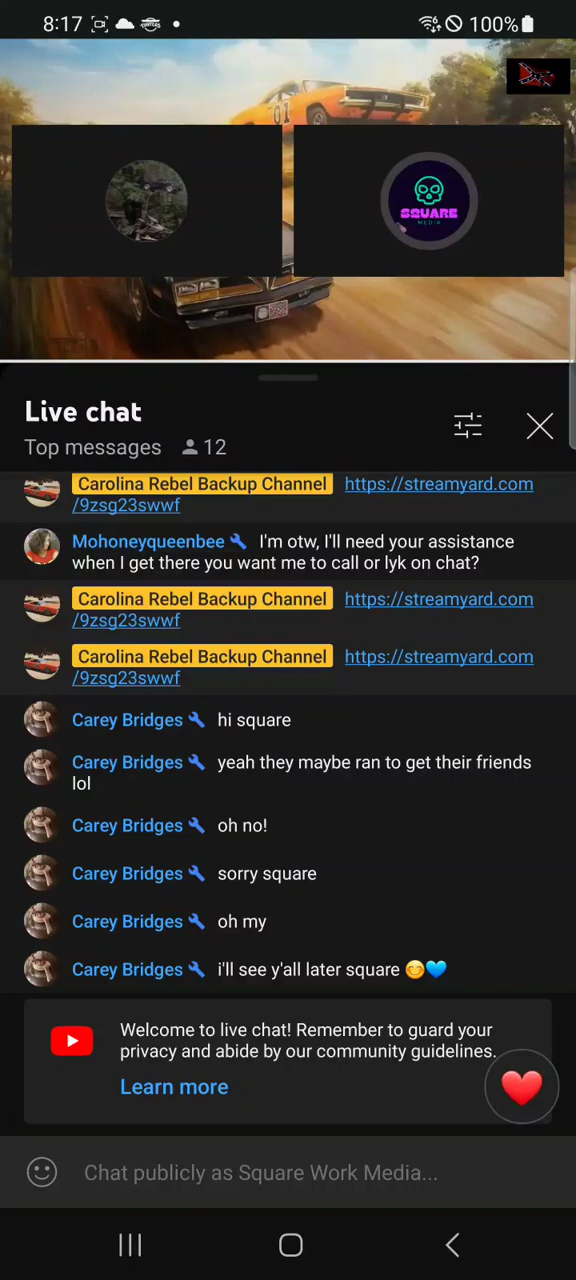 8:17 100%
01
SQUARE
MEDIA
Live chat
Top messages 12
Carolina Rebel Backup Channel https://streamyard.com
/9zsg23swwf
Mohoneyqueenbee I'm otw, I'll need your assistance
when I get there you want me to call or lyk on chat?
Carolina Rebel Backup Channel https://streamyard.com
/9zsg23swwf
Carolina Rebel Backup Channel https://streamyard.com
/9zsg23swwf
Carey Bridges hi square
Carey Bridges yeah they maybe ran to get their friends
lol
Carey Bridges oh no!
Carey Bridges sorry square
Carey Bridges oh my
Carey Bridges i'll see y'all later square 😊💙
Welcome to live chat! Remember to guard your
privacy and abide by our community guidelines.
Learn more
Chat publicly as Square Work Media...